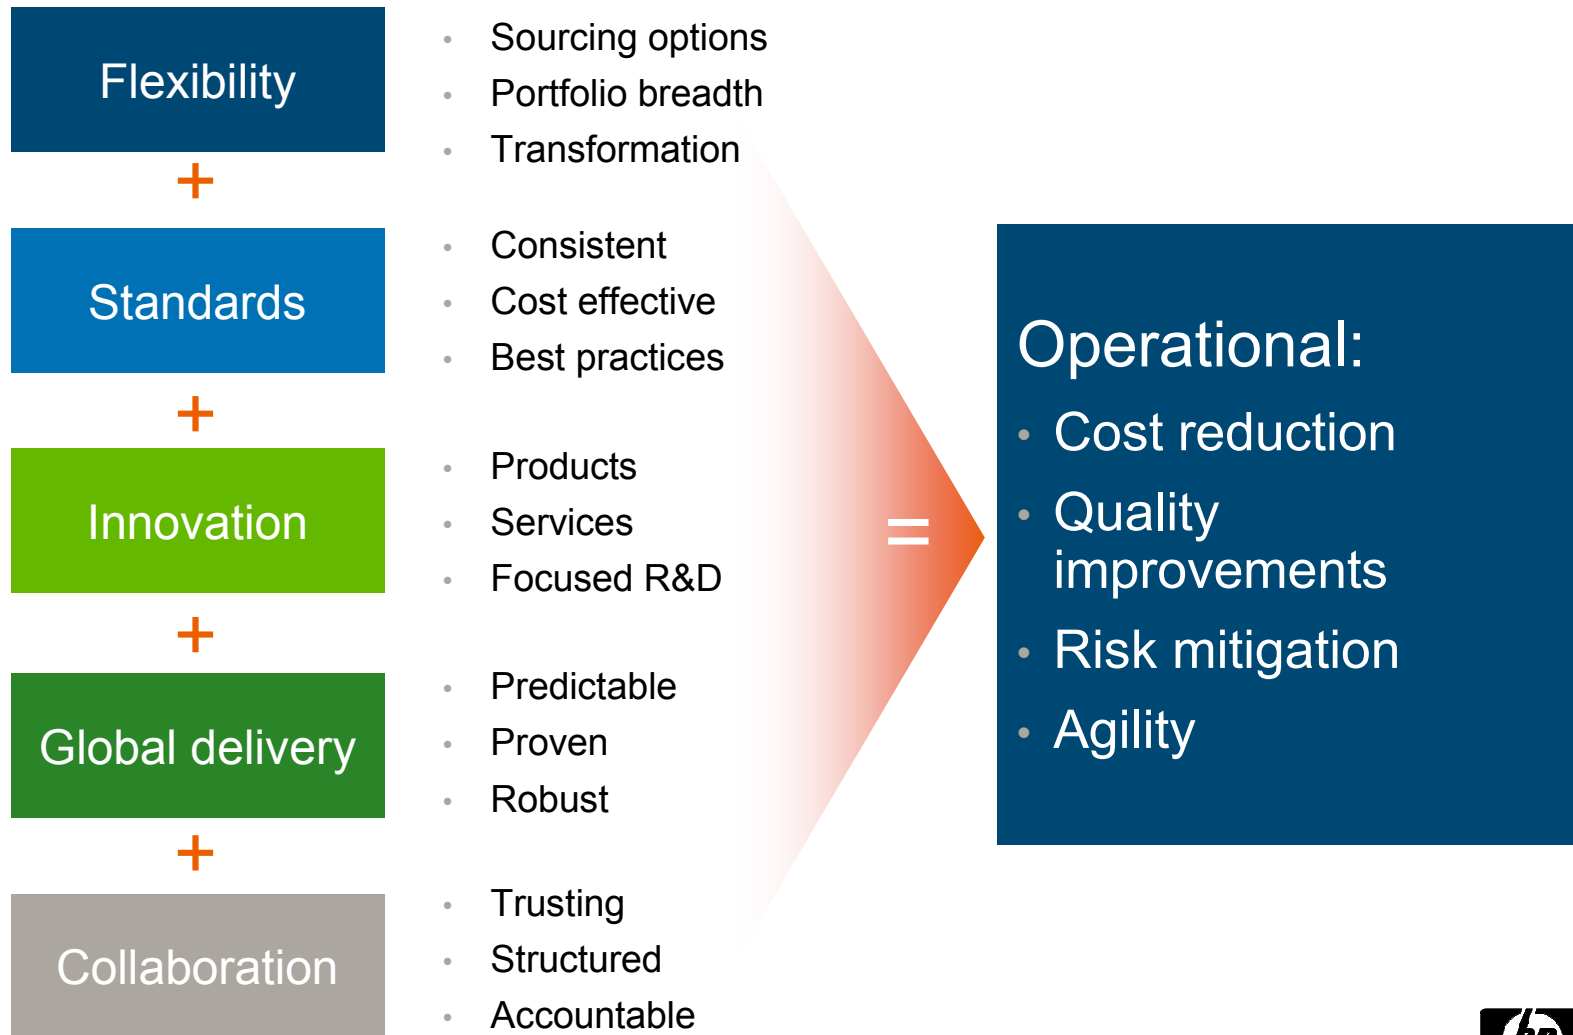 Flexibility
• Sourcing options
• Portfolio breadth
• Transformation
+
Standards
• Consistent
• Cost effective
• Best practices
+
Innovation
• Products
• Services
• Focused R&D
+
Global delivery
• Predictable
• Proven
• Robust
+
Collaboration
• Trusting
• Structured
• Accountable
=
Operational:
• Cost reduction
• Quality
improvements
• Risk mitigation
• Agility
hp